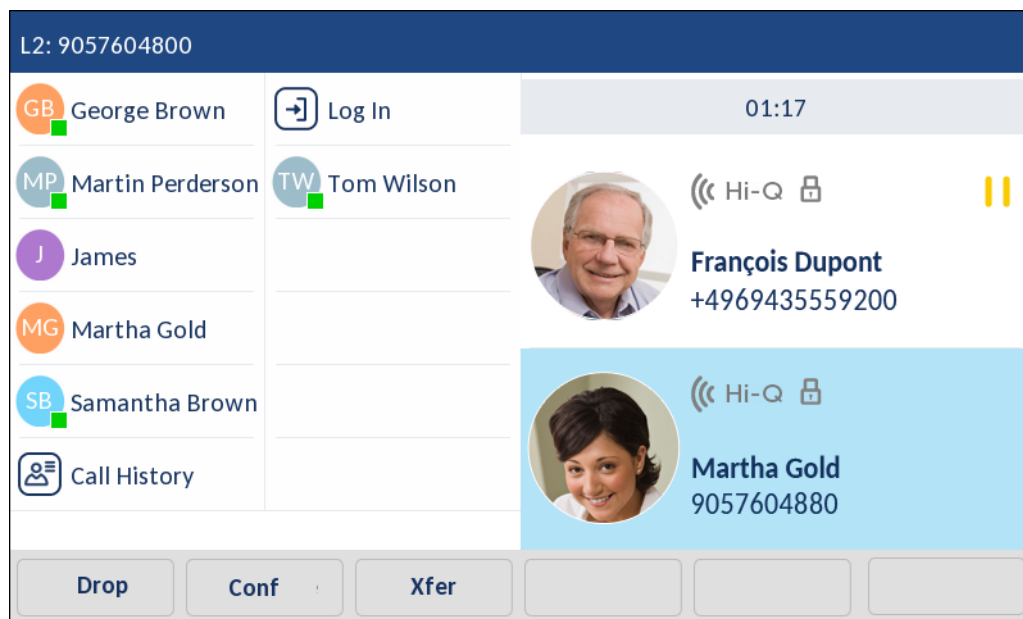 L2: 9057604800
GB George Brown
MP Martin Perderson
J James
MG Martha Gold
SB Samantha Brown
Call History
Log In
TW Tom Wilson
01:17
Hi-Q
François Dupont
+4969435559200
Hi-Q
Martha Gold
9057604880
Drop
Conf
Xfer